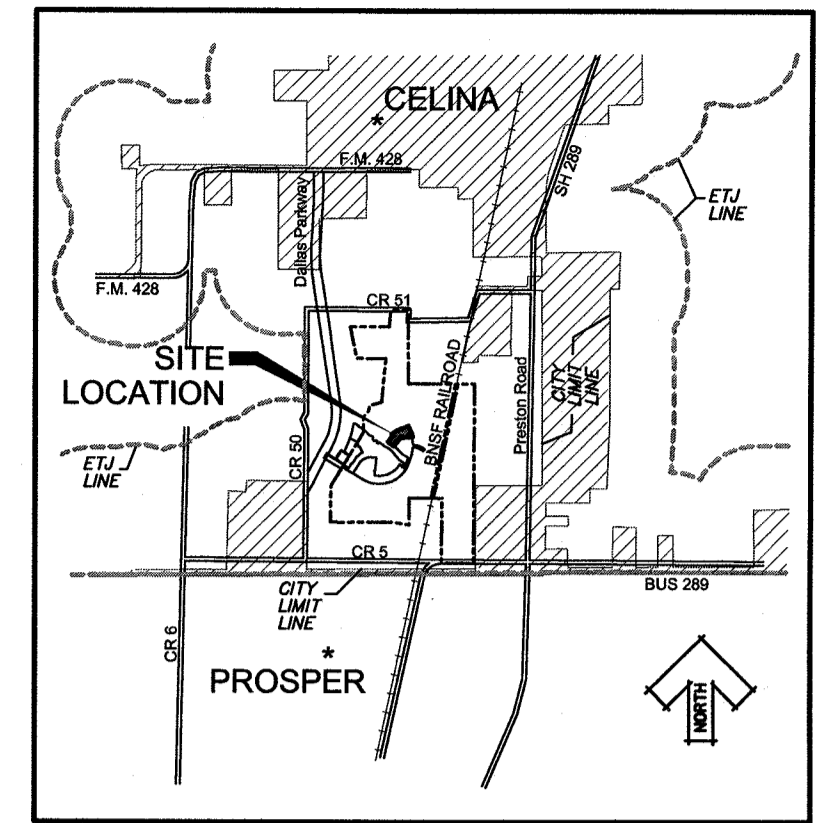 CELINA
*
F.M. 428
SH 289
ETJ
LINE
Dallas Parkway
F.M. 428
CR 51
SITE
LOCATION
BNSF RAILROAD
Preston Road
CITY
LIMIT
LINE
ETJ
LINE
CR 50
CR 5
CITY
LIMIT
LINE
BUS 289
CR 6
*
PROSPER
NORTH